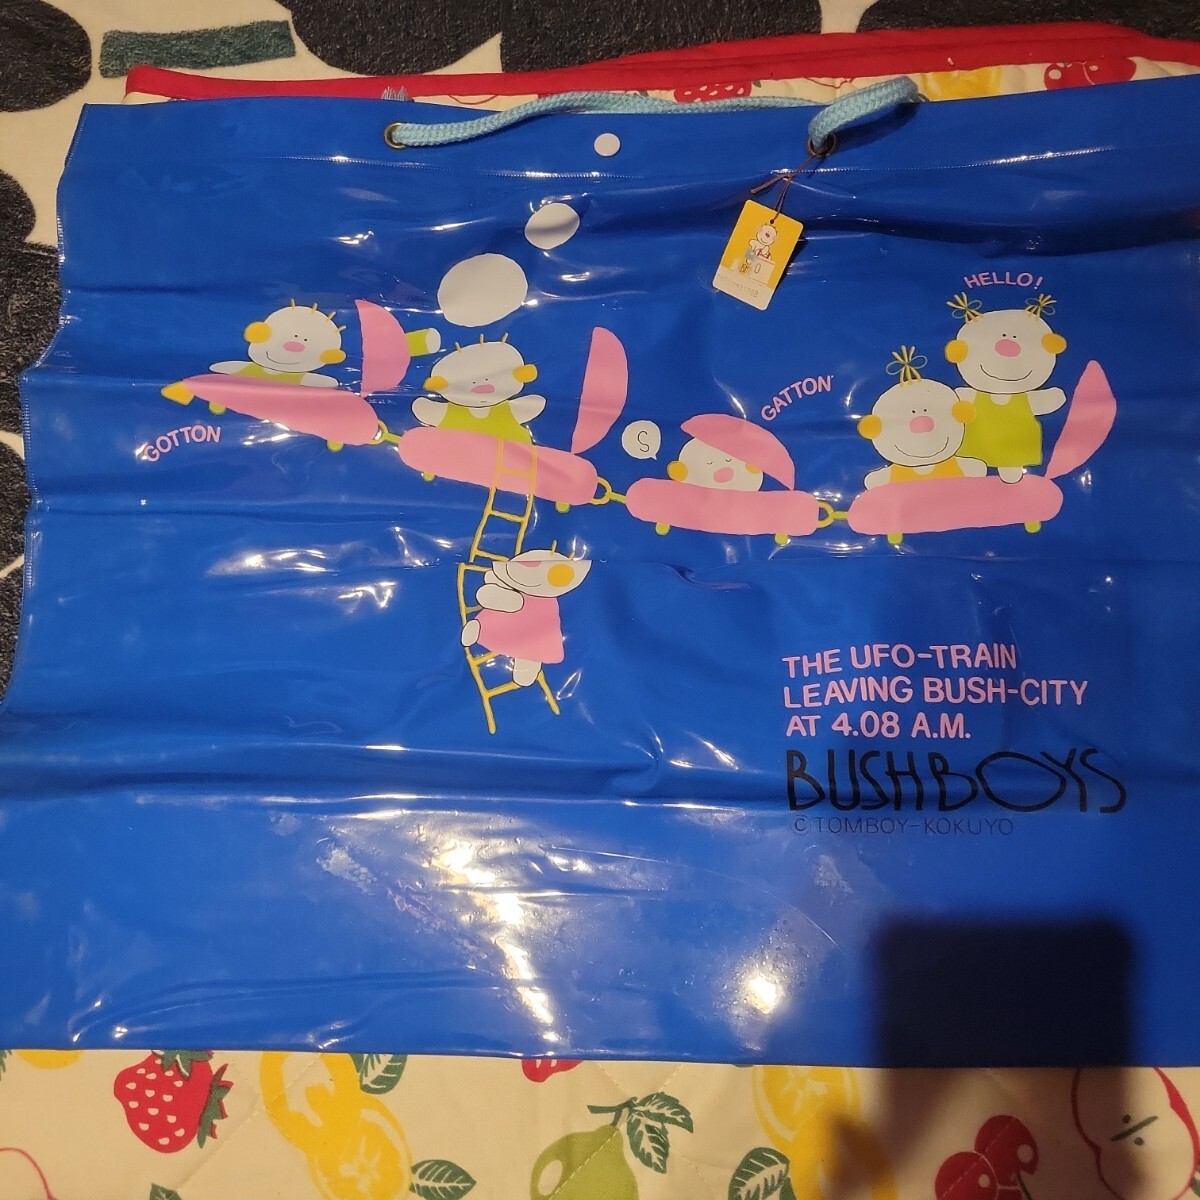 HELLO!
GATTON
GOTTON
S
THE UFO-TRAIN
LEAVING BUSH-CITY
AT 4.08 A.M.
BUSHBOYS
©TOMBOY-KOKUYO